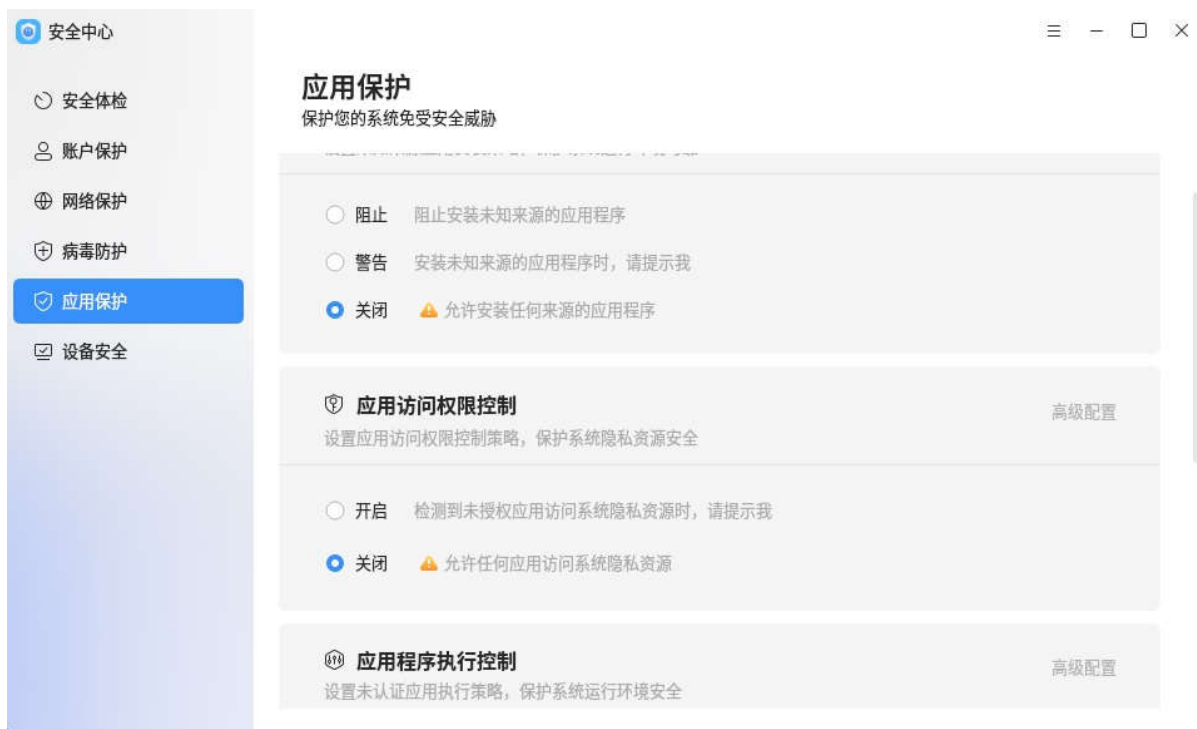 安全中心
安全体检
账户保护
网络保护
病毒防护
应用保护
设备安全
应用保护
保护您的系统免受安全威胁
阻止 阻止安装未知来源的应用程序
警告 安装未知来源的应用程序时，请提示我
关闭 允许安装任何来源的应用程序
应用访问权限控制
高级配置
设置应用访问权限控制策略，保护系统隐私资源安全
开启 检测到未授权应用访问系统隐私资源时，请提示我
关闭 允许任何应用访问系统隐私资源
应用程序执行控制
高级配置
设置未认证应用执行策略，保护系统运行环境安全